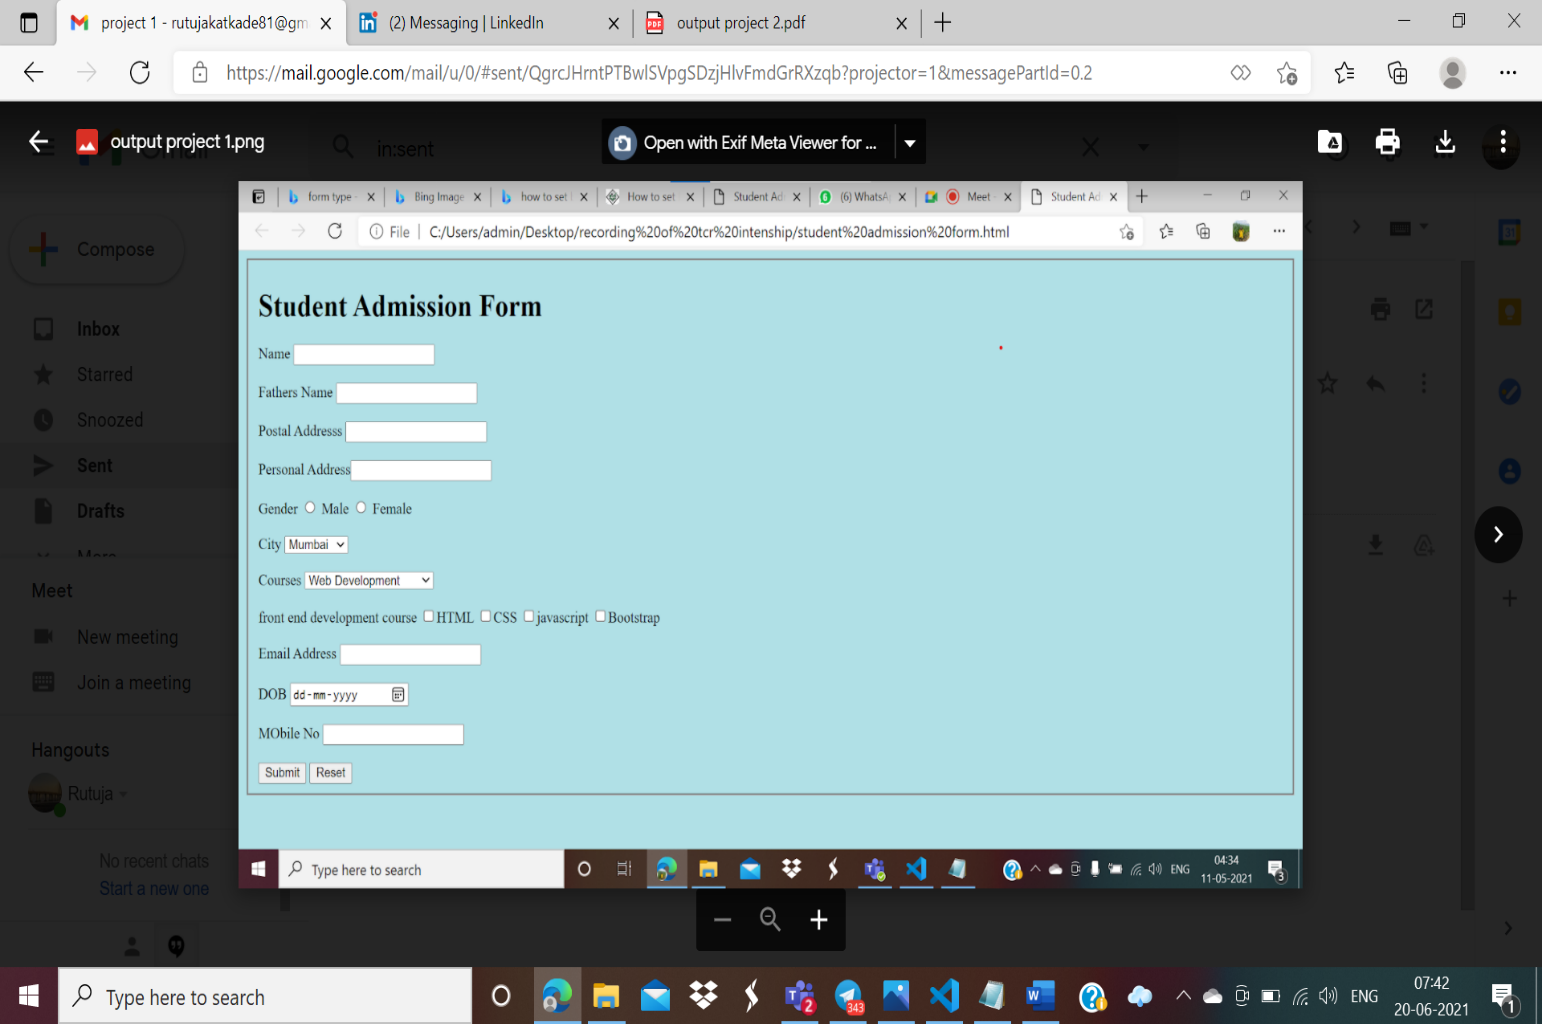 project 1 - rutujakatkade81@gm
(2) Messaging | LinkedIn
output project 2.pdf
https://mail.google.com/mail/u/0/#sent/QgrcJHrntPTBwlSVpgSDzjHlvFmdGrRXzqb?projector=1&messagePartId=0.2
output project 1.png
in:sent
Open with Exif Meta Viewer for ...
Compose
Inbox
Starred
Snoozed
Sent
Drafts
More
Meet
New meeting
Join a meeting
Hangouts
Rutuja
No recent chats
Start a new one
form type -
Bing Image
how to set
How to set
Student Ad
(6) WhatsA
Meet -
Student Ad
File | C:/Users/admin/Desktop/recording%20of%20tcr%20intenship/student%20admission%20form.html
Student Admission Form
Name
Fathers Name
Postal Addresss
Personal Address
Gender Male Female
City Mumbai
Courses Web Development
front end development course HTML CSS javascript Bootstrap
Email Address
DOB dd-mm-yyyy
MObile No
Submit Reset
Type here to search
ENG
04:34
11-05-2021
3
Type here to search
2
343
ENG
07:42
20-06-2021
1